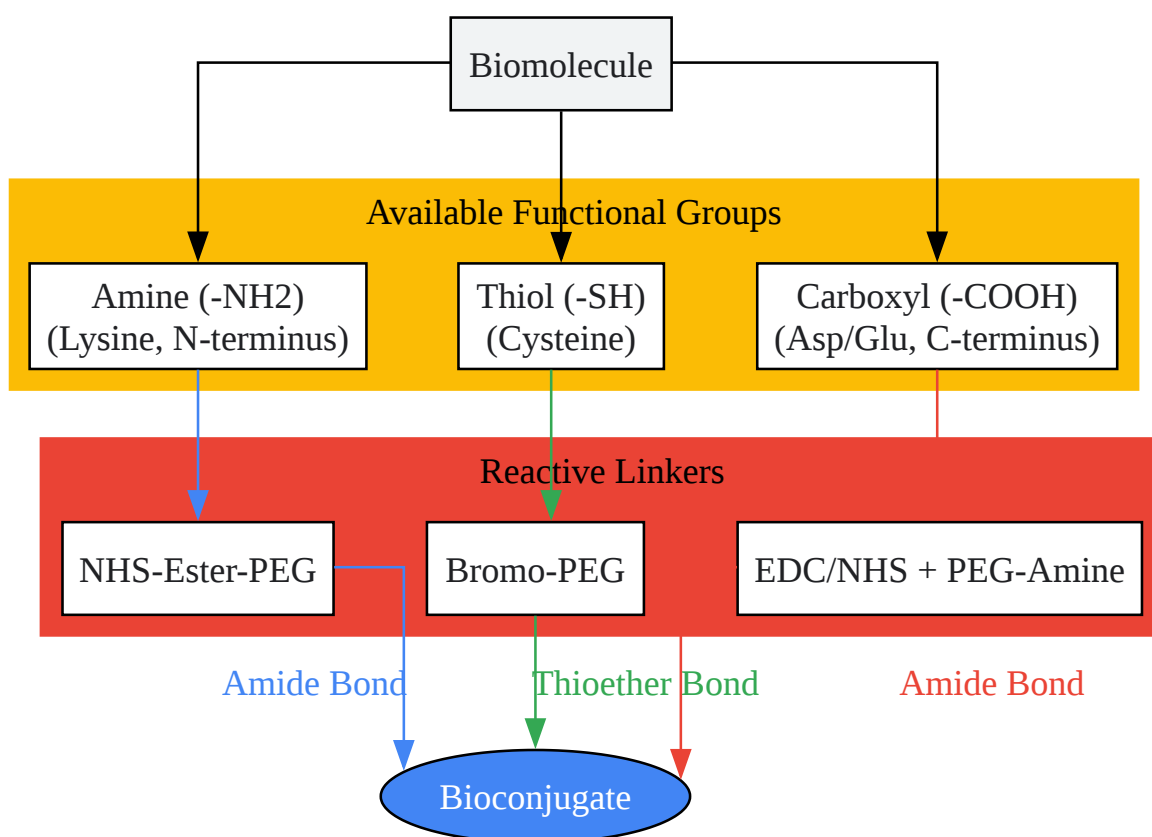 Biomolecule
Available Functional Groups
Amine (-NH2)
(Lysine, N-terminus)
Thiol (-SH)
(Cysteine)
Carboxyl (-COOH)
(Asp/Glu, C-terminus)
Reactive Linkers
NHS-Ester-PEG
Bromo-PEG
EDC/NHS + PEG-Amine
Amide Bond
Thioether Bond
Amide Bond
Bioconjugate